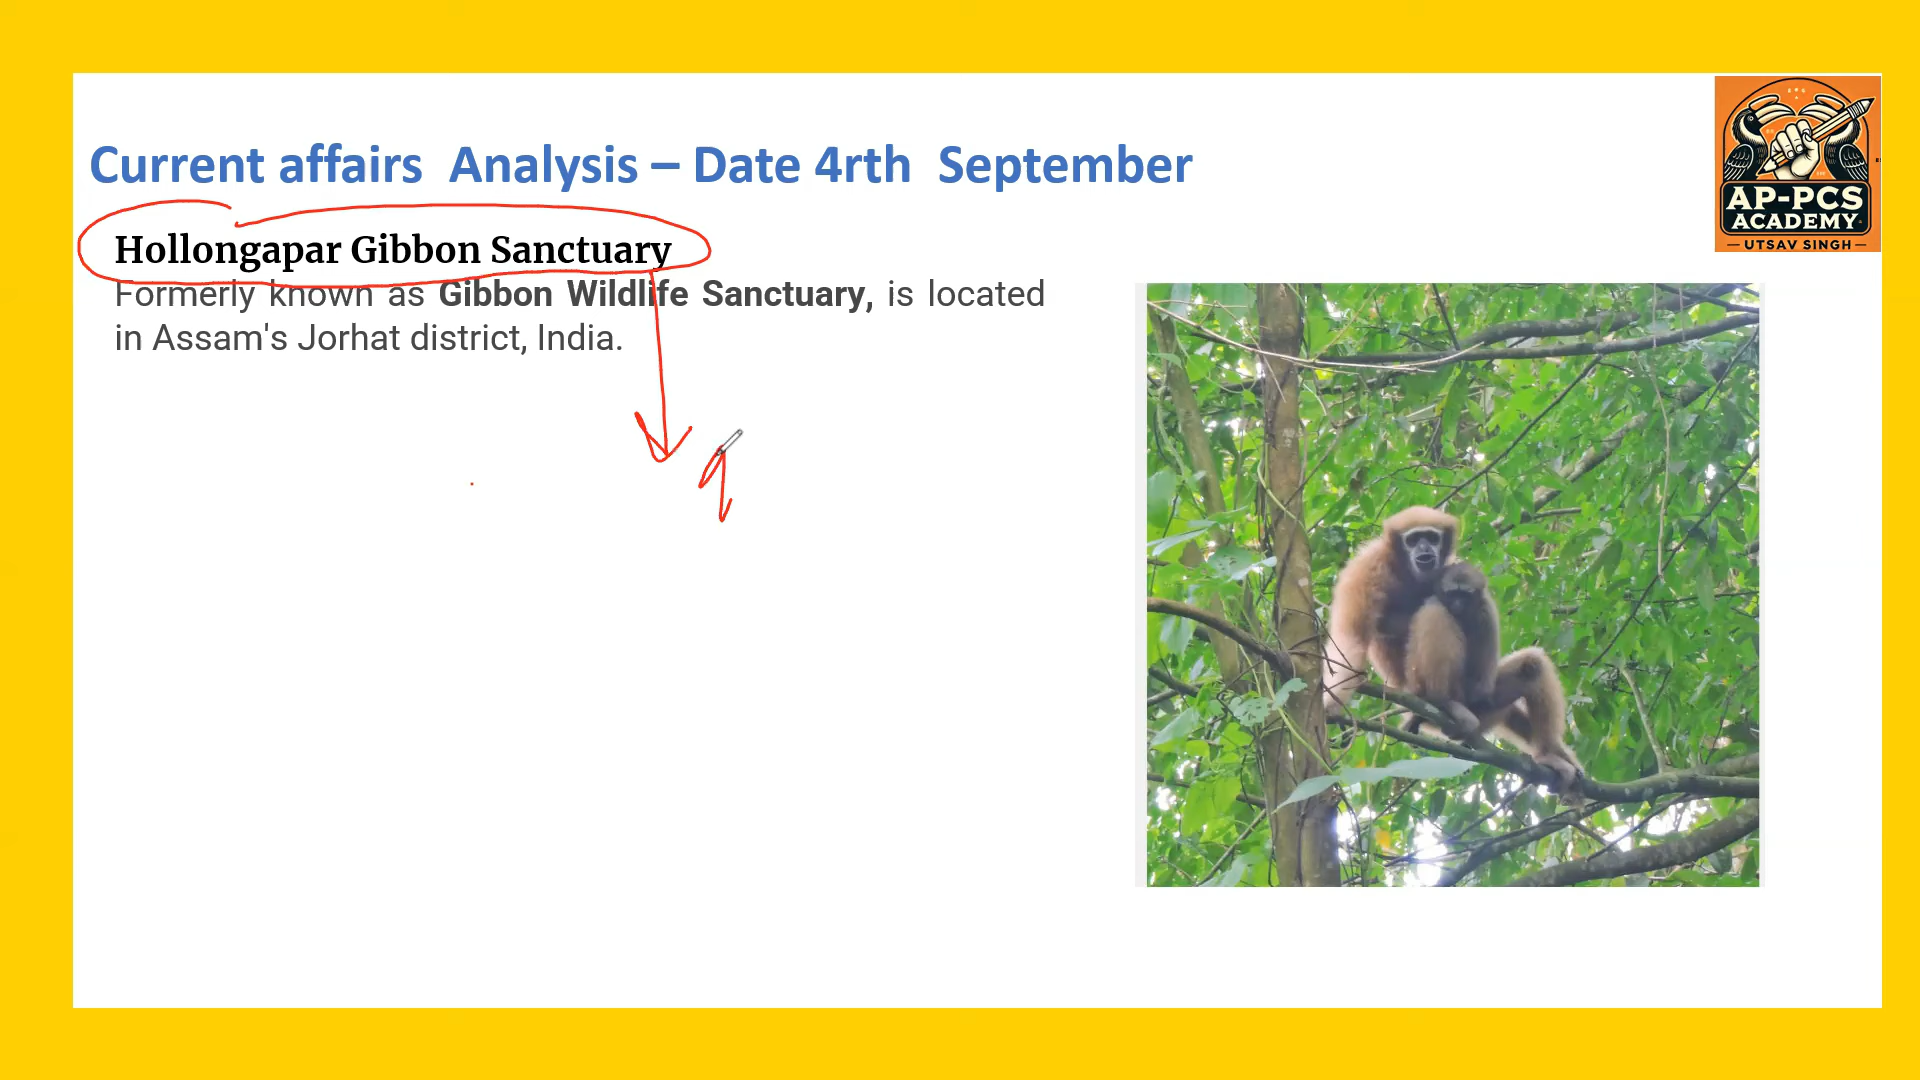 Current affairs Analysis – Date 4rth September
Hollongapar Gibbon Sanctuary
Formerly known as Gibbon Wildlife Sanctuary, is located
in Assam's Jorhat district, India.
AP-PCS
ACADEMY
— UTSAV SINGH —